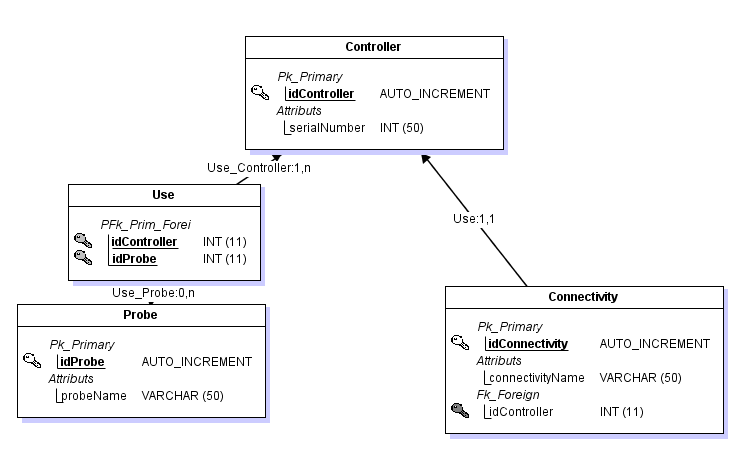 Controller
Pk_Primary
idController AUTO_INCREMENT
Attributs
serialNumber INT (50)
Use_Controller:1,n
Use
PFk_Prim_Forei
idController INT (11)
idProbe INT (11)
Use:1,1
Use_Probe:0,n
Probe
Pk_Primary
idProbe AUTO_INCREMENT
Attributs
probeName VARCHAR (50)
Connectivity
Pk_Primary
idConnectivity AUTO_INCREMENT
Attributs
connectivityName VARCHAR (50)
Fk_Foreign
idController INT (11)